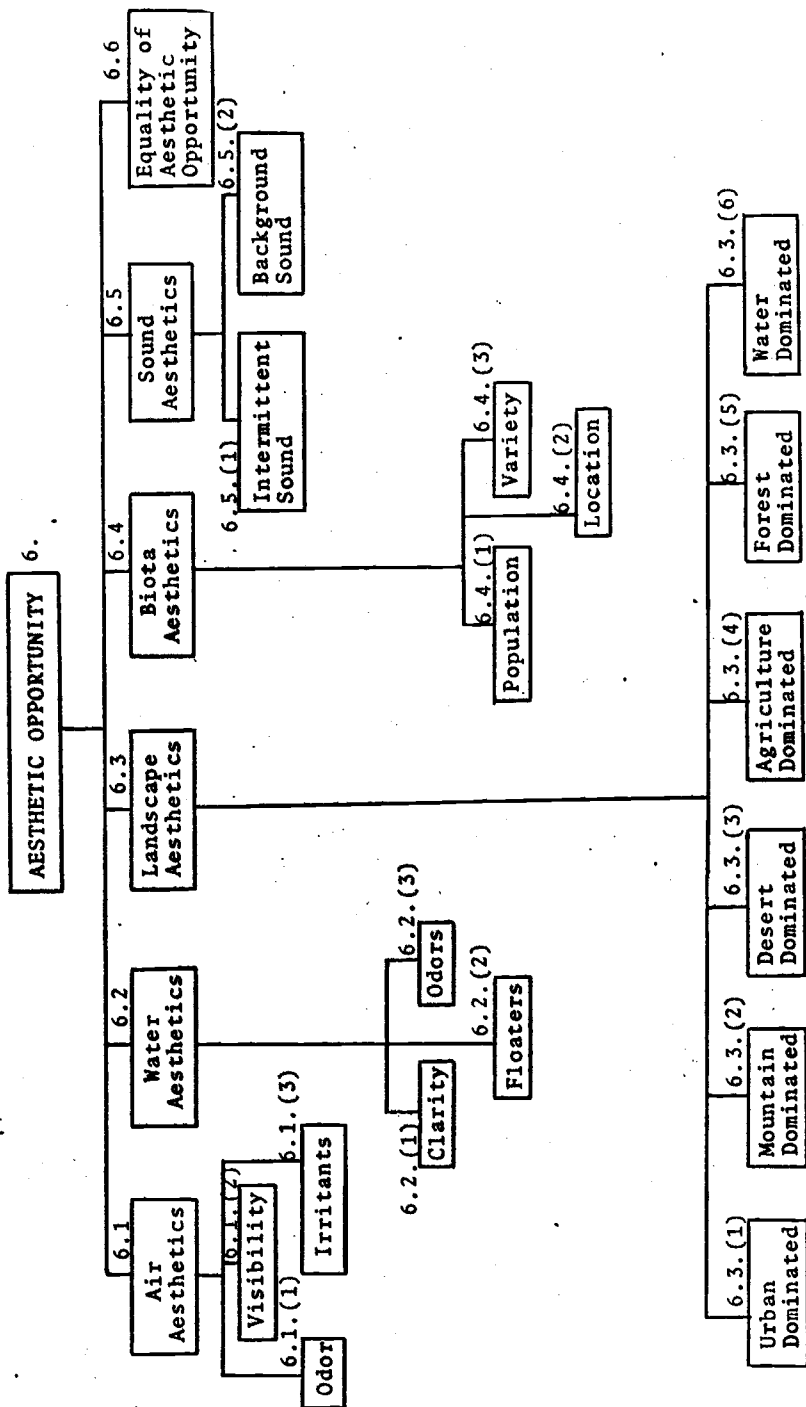 AESTHETIC OPPORTUNITY 6.
6.1
Air
Aesthetics
6.2
Water
Aesthetics
6.3
Landscape
Aesthetics
6.4
Biota
Aesthetics
6.5
Sound
Aesthetics
6.6
Equality of
Aesthetic
Opportunity
6.1.(1)
Odor
6.1.(2)
Visibility
6.1.(3)
Irritants
6.2.(1)
Clarity
6.2.(2)
Floaters
6.2.(3)
Odors
6.4.(1)
Population
6.4.(2)
Location
6.4.(3)
Variety
6.5.(1)
Intermittent
Sound
6.5.(2)
Background
Sound
6.3.(1)
Urban
Dominated
6.3.(2)
Mountain
Dominated
6.3.(3)
Desert
Dominated
6.3.(4)
Agriculture
Dominated
6.3.(5)
Forest
Dominated
6.3.(6)
Water
Dominated